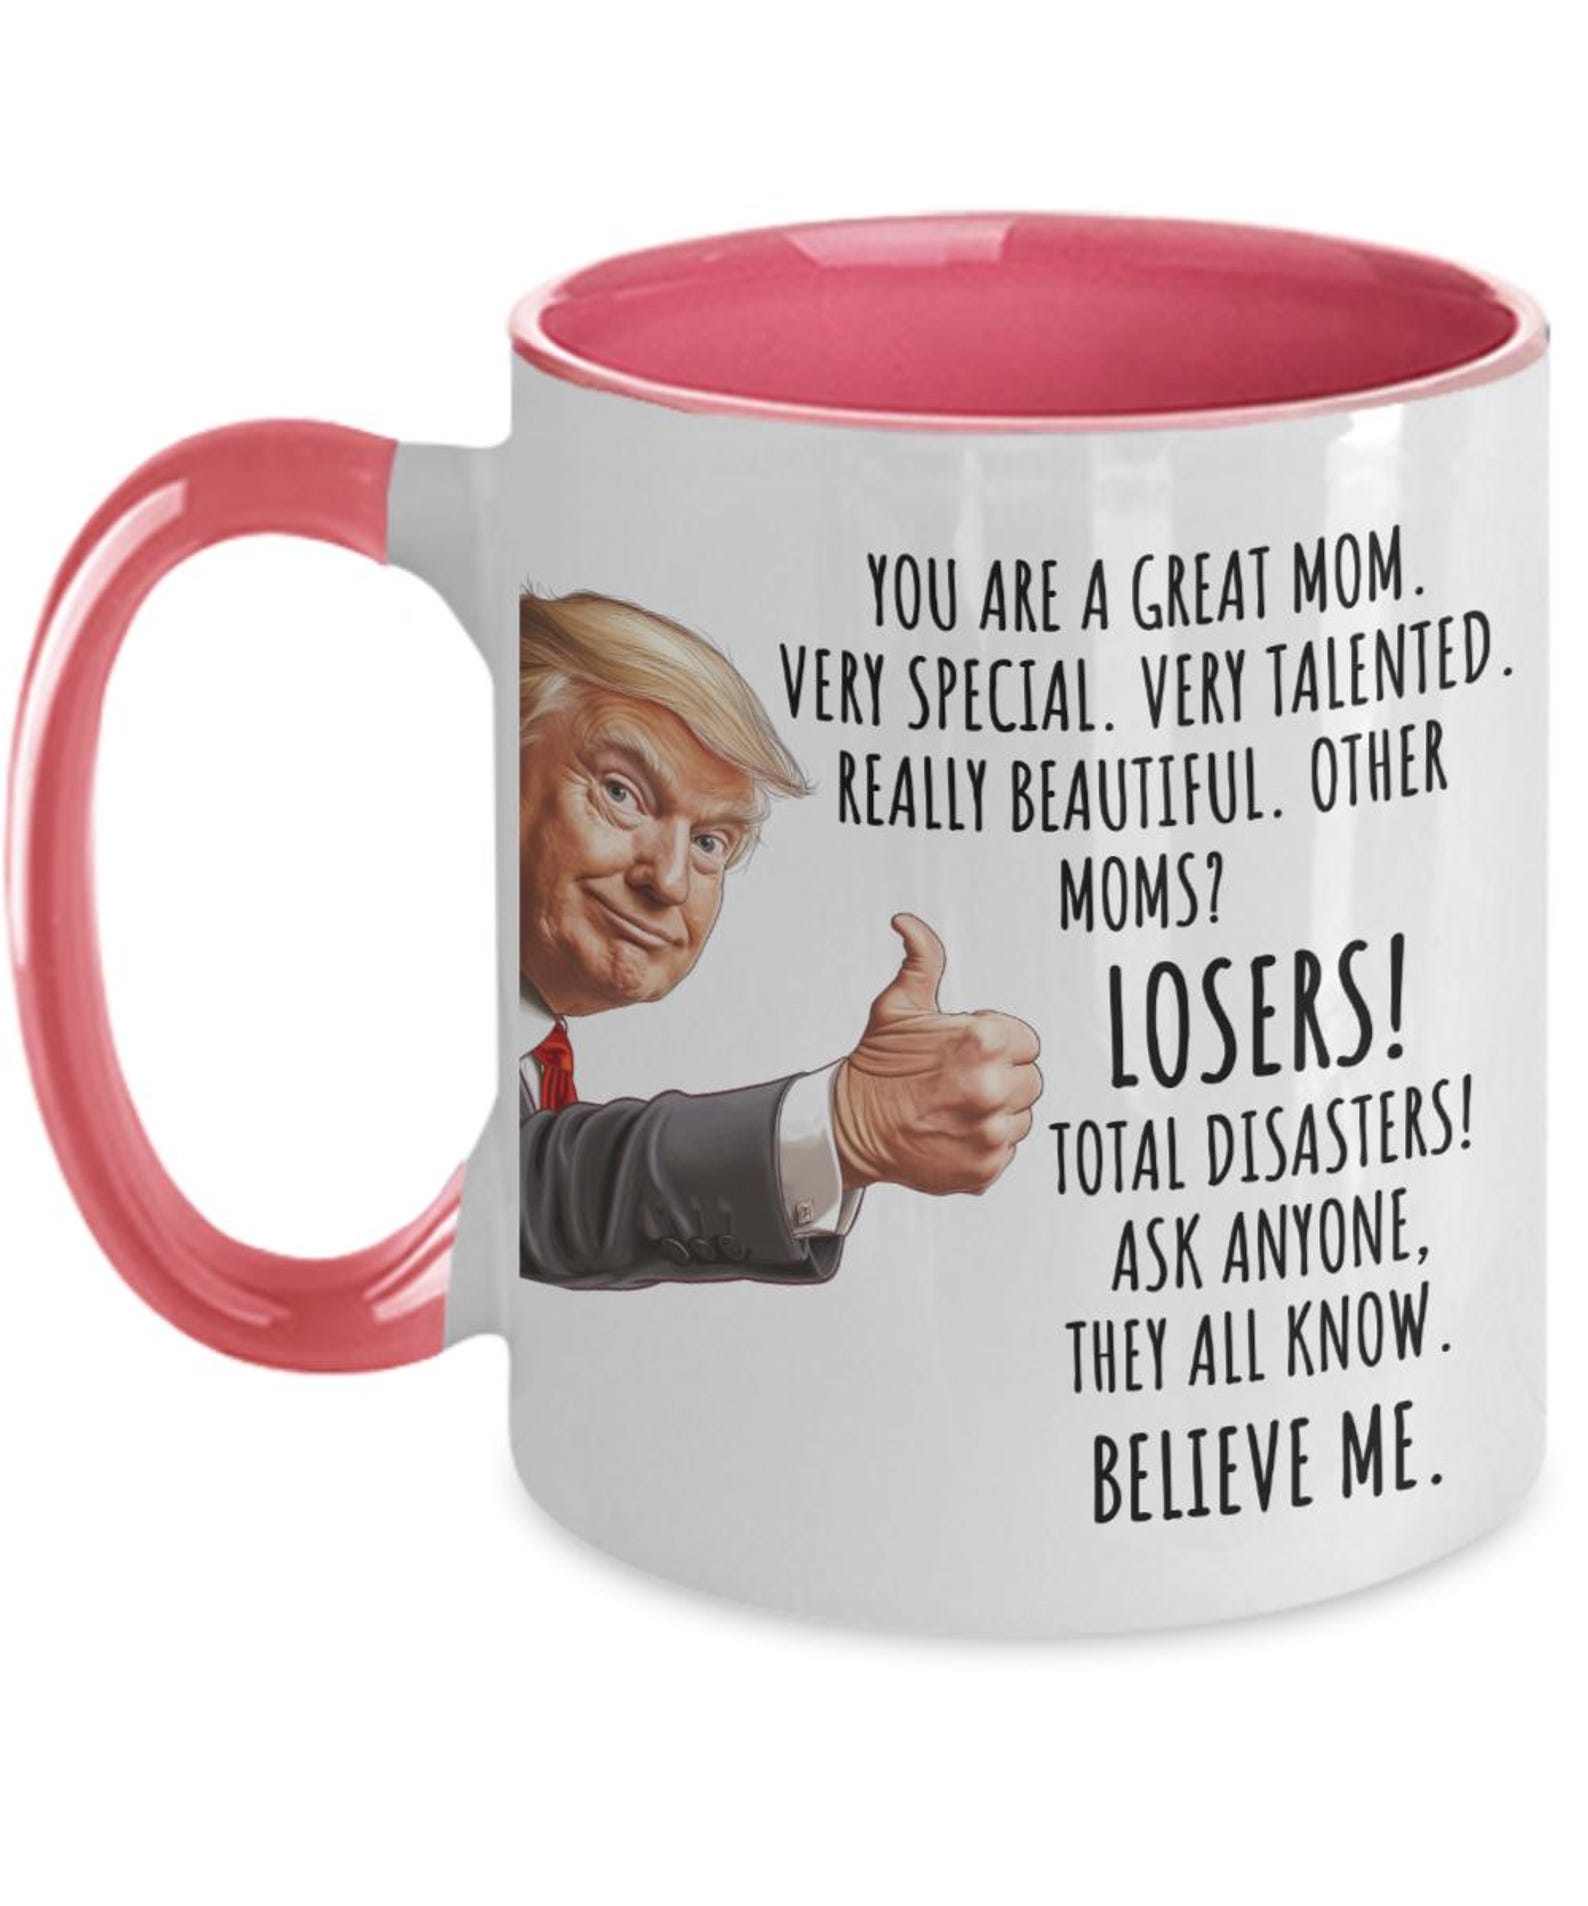 YOU ARE A GREAT MOM.
VERY SPECIAL. VERY TALENTED.
REALLY BEAUTIFUL. OTHER
MOMS?
LOSERS!
TOTAL DISASTERS!
ASK ANYONE,
THEY ALL KNOW.
BELIEVE ME.